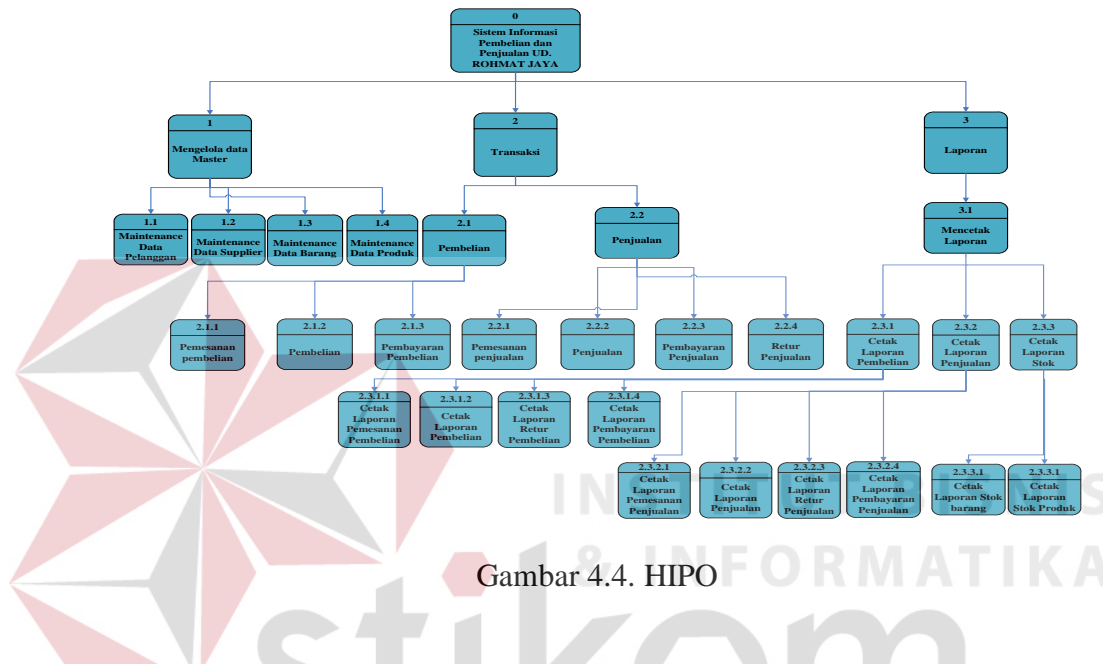 0
Sistem Informasi
Pembelian dan
Penjualan UD.
ROHMAT JAYA
1
Mengelola data
Master
2
Transaksi
3
Laporan
1.1
Maintenance
Data
Pelanggan
1.2
Maintenance
Data Supplier
1.3
Maintenance
Data Barang
1.4
Maintenance
Data Produk
2.1
Pembelian
2.2
Penjualan
3.1
Mencetak
Laporan
2.1.1
Pemesanan
pembelian
2.1.2
Pembelian
2.1.3
Pembayaran
Pembelian
2.2.1
Pemesanan
penjualan
2.2.2
Penjualan
2.2.3
Pembayaran
Penjualan
2.2.4
Retur
Penjualan
2.3.1
Cetak
Laporan
Pembelian
2.3.2
Cetak
Laporan
Penjualan
2.3.3
Cetak
Laporan
Stok
2.3.1.1
Cetak
Laporan
Pemesanan
Pembelian
2.3.1.2
Cetak
Laporan
Pembelian
2.3.1.3
Cetak
Laporan
Retur
Pembelian
2.3.1.4
Cetak
Laporan
Pembayaran
Pembelian
2.3.2.1
Cetak
Laporan
Pemesanan
Penjualan
2.3.2.2
Cetak
Laporan
Penjualan
2.3.2.3
Cetak
Laporan
Retur
Penjualan
2.3.2.4
Cetak
Laporan
Pembayaran
Penjualan
2.3.3.1
Cetak
Laporan Stok
barang
2.3.3.1
Cetak
Laporan
Stok Produk
INSTITUT BISNIS
& INFORMATIKA
stikom
Gambar 4.4. HIPO